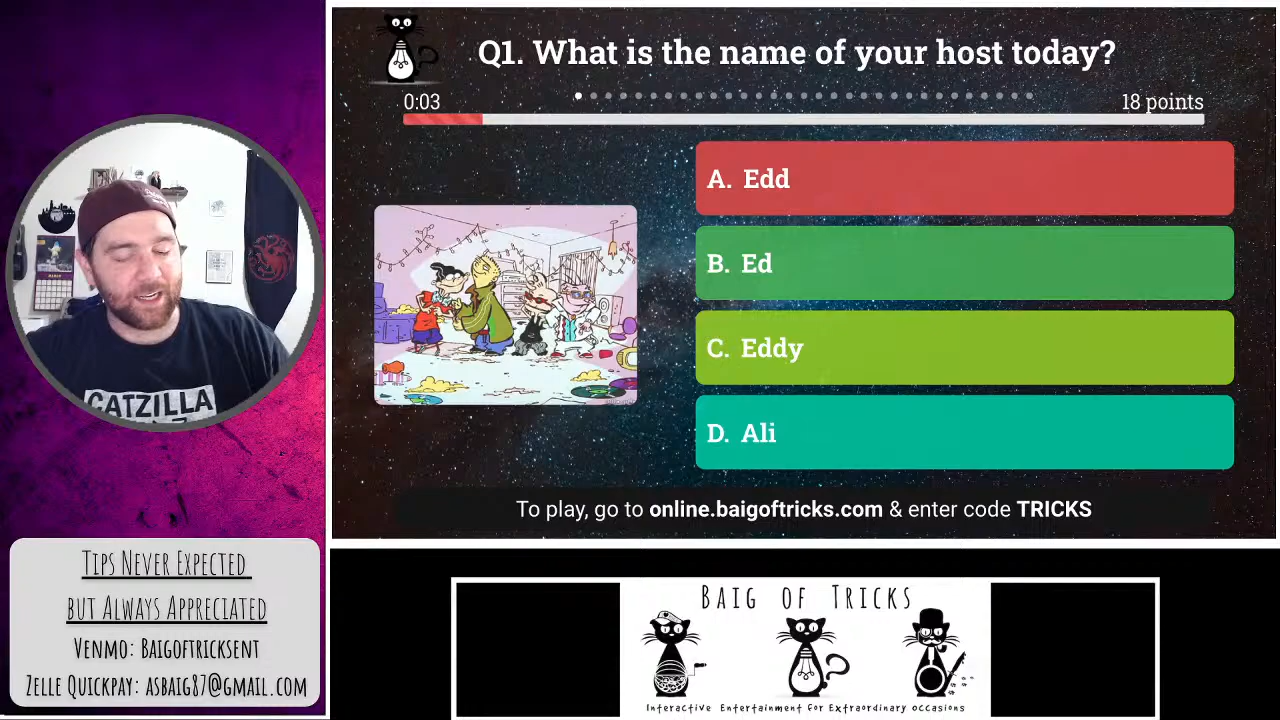 Q1. What is the name of your host today?
0:03
18 points
A. Edd
B. Ed
C. Eddy
D. Ali
To play, go to online.baigoftricks.com & enter code TRICKS
CATZILLA
Tips Never Expected
but Always Appreciated
Venmo: Baigoftricksent
Zelle Quickpay: asbaig87@gmail.com
Baig of Tricks
Interactive Entertainment for Extraordinary Occasions